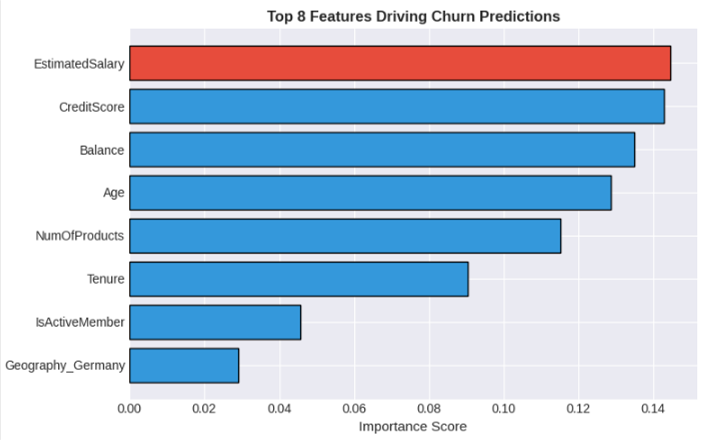 Top 8 Features Driving Churn Predictions
EstimatedSalary
CreditScore
Balance
Age
NumOfProducts
Tenure
IsActiveMember
Geography_Germany
0.00 0.02 0.04 0.06 0.08 0.10 0.12 0.14
Importance Score